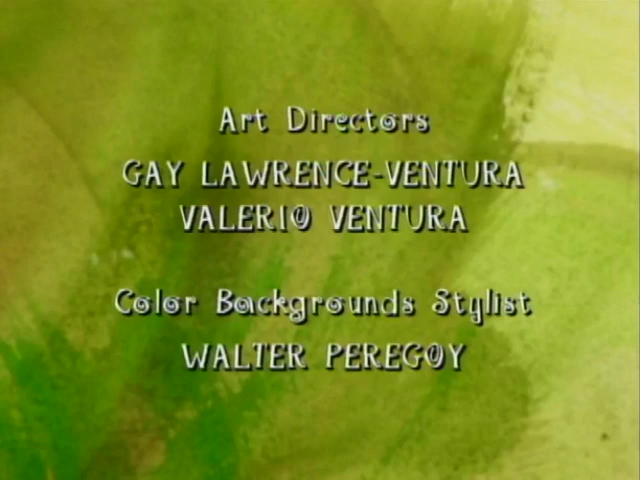 Art Directors
GAY LAWRENCE-VENTURA
VALERIO VENTURA
Color Backgrounds Stylist
WALTER PEREGOY